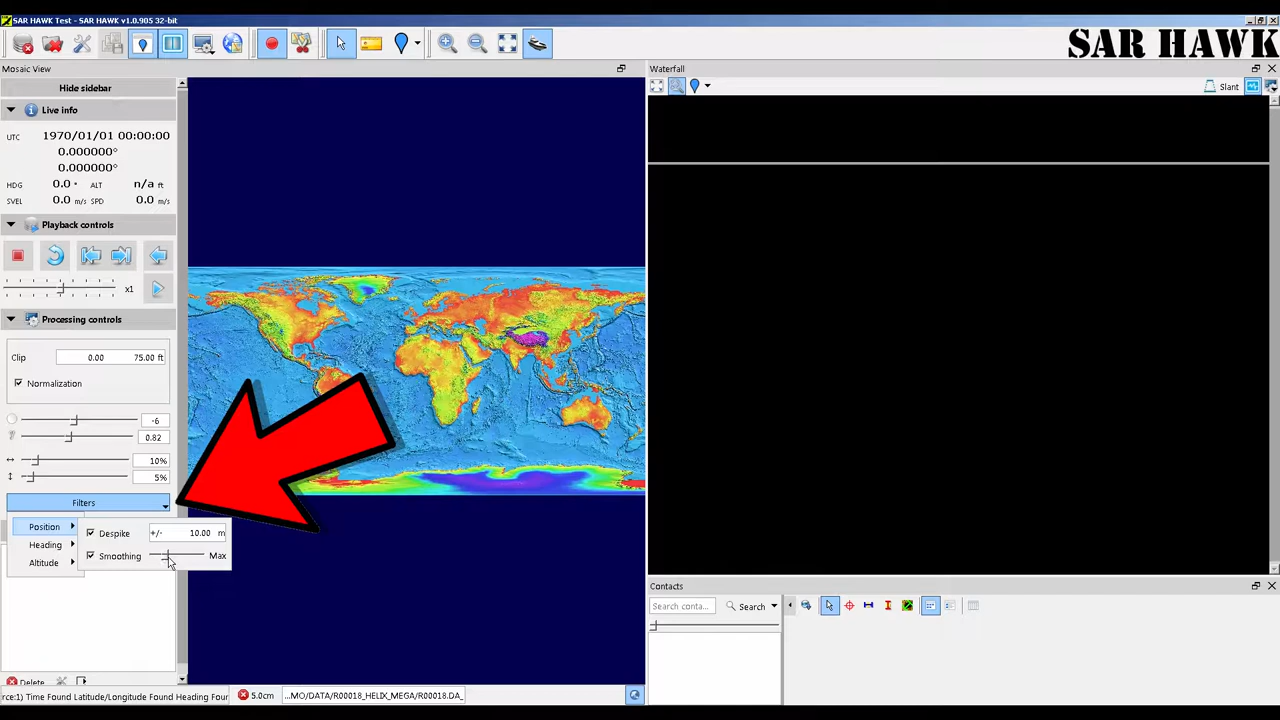 SAR HAWK Test - SAR HAWK v1.0.905 32-bit
SAR HAWK
Mosaic View
Hide sidebar
Live info
UTC 1970/01/01 00:00:00
0.000000°
0.000000°
HDG 0.0 ° ALT n/a ft
SVEL 0.0 m/s SPD 0.0 m/s
Playback controls
x1
Processing controls
Clip 0.00 75.00 ft
Normalization
-6
0.82
10%
5%
Filters
Position
Heading
Altitude
Despike +/- 10.00 m
Smoothing Max
Delete
rce:1) Time Found Latitude/Longitude Found Heading Four
5.0cm
...MO/DATA/R00018_HELIX_MEGA/R00018.DA_
Waterfall
Slant
Contacts
Search conta...
Search